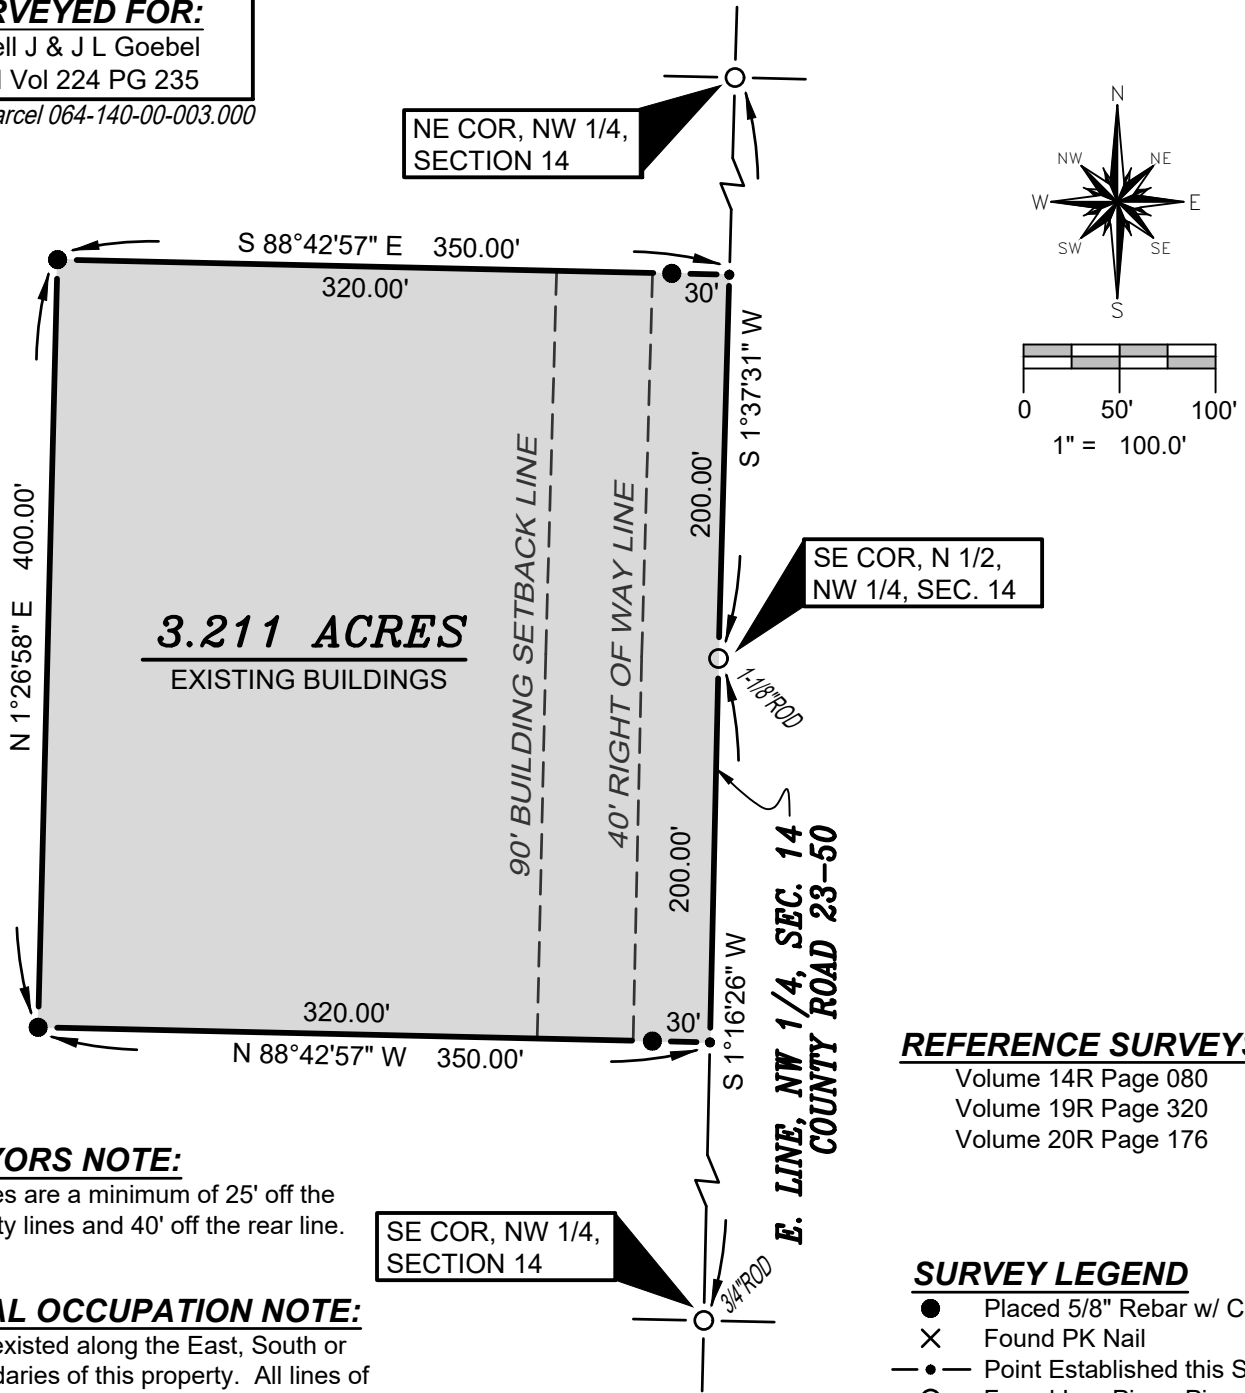 RVEYED FOR:
ell J & J L Goebel
Vol 224 PG 235
arcel 064-140-00-003.000
NE COR, NW 1/4,
SECTION 14
N
NW NE
W E
SW SE
S
0 50' 100'
1" = 100.0'
S 88°42'57" E 350.00'
320.00'
30'
S 1°37'31" W
200.00'
N 1°26'58" E 400.00'
3.211 ACRES
EXISTING BUILDINGS
90' BUILDING SETBACK LINE
40' RIGHT OF WAY LINE
SE COR, N 1/2,
NW 1/4, SEC. 14
1-1/8"ROD
200.00'
S 1°16'26" W
E. LINE, NW 1/4, SEC. 14
COUNTY ROAD 23-50
320.00'
30'
N 88°42'57" W 350.00'
REFERENCE SURVEYS
Volume 14R Page 080
Volume 19R Page 320
Volume 20R Page 176
YORS NOTE:
es are a minimum of 25' off the
ty lines and 40' off the rear line.
SE COR, NW 1/4,
SECTION 14
3/4"ROD
AL OCCUPATION NOTE:
existed along the East, South or
daries of this property. All lines of
SURVEY LEGEND
Placed 5/8" Rebar w/ C
Found PK Nail
Point Established this S